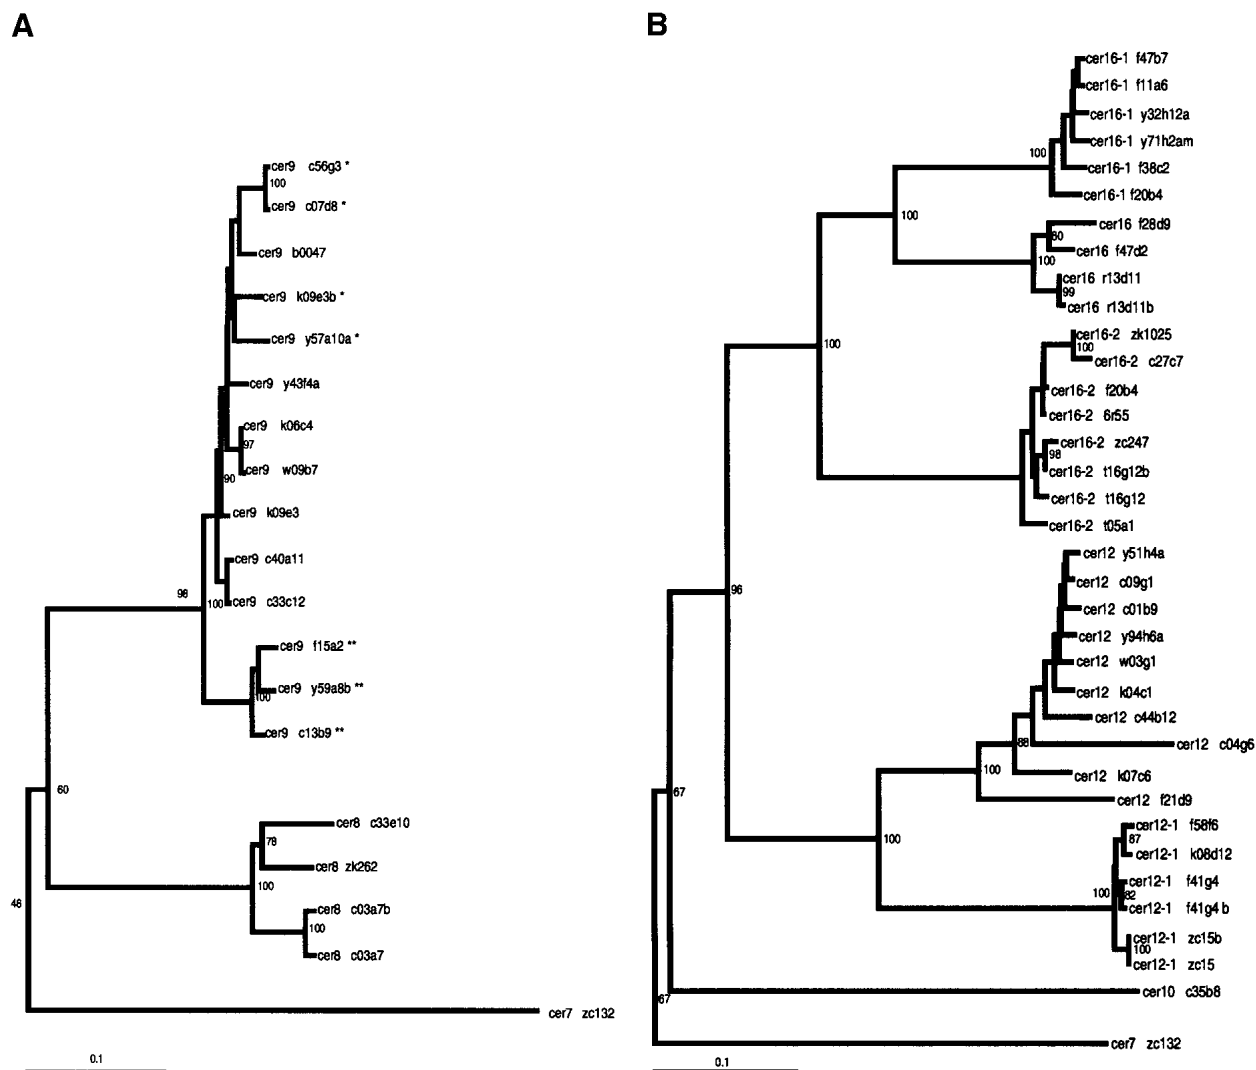 A
cer9 c56g3 *
100
cer9 c07d8 *
cer9 b0047
cer9 k09e3b *
cer9 y57a10a *
cer9 y43f4a
cer9 k06c4
97
cer9 w09b7
90
cer9 k09e3
cer9 c40a11
98
100
cer9 c33c12
cer9 f15a2 **
cer9 y59a8b **
100
cer9 c13b9 **
60
cer8 c33e10
78
cer8 zk262
100
48
cer8 c03a7b
100
cer8 c03a7
cer7 zc132
0.1
B
cer16-1 f47b7
cer16-1 f11a6
cer16-1 y32h12a
cer16-1 y71h2am
100
cer16-1 f38c2
cer16-1 f20b4
100
cer16 f28d9
60
cer16 f47d2
100
cer16 r13d11
99
cer16 r13d11b
cer16-2 zk1025
100
100
cer16-2 c27c7
cer16-2 f20b4
cer16-2 6r55
cer16-2 zc247
98
cer16-2 t16g12b
cer16-2 t16g12
cer16-2 t05a1
cer12 y51h4a
cer12 c09g1
96
cer12 c01b9
cer12 y94h6a
cer12 w03g1
cer12 k04c1
cer12 c44b12
88
cer12 c04g6
100
cer12 k07c6
67
cer12 f21d9
cer12-1 f58f6
87
100
cer12-1 k08d12
cer12-1 f41g4
100
82
cer12-1 f41g4 b
cer12-1 zc15b
100
cer12-1 zc15
67
cer10 c35b8
cer7 zc132
0.1